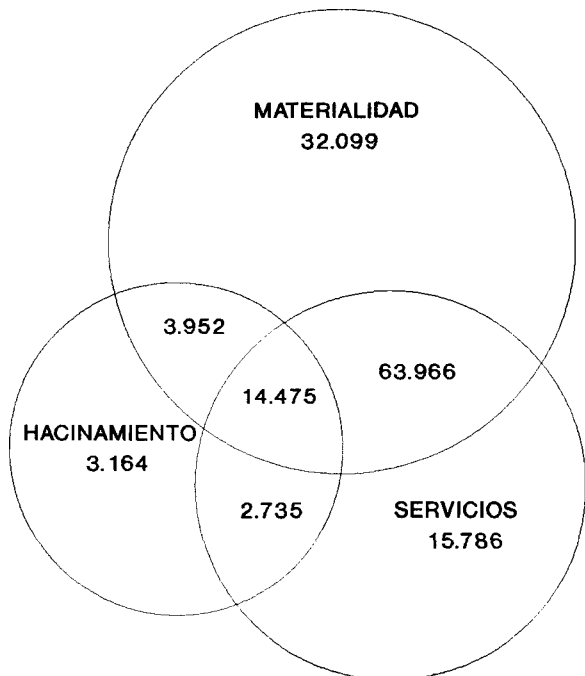 MATERIALIDAD
32.099
3.952
63.966
14.475
HACINAMIENTO
3.164
2.735
SERVICIOS
15.786